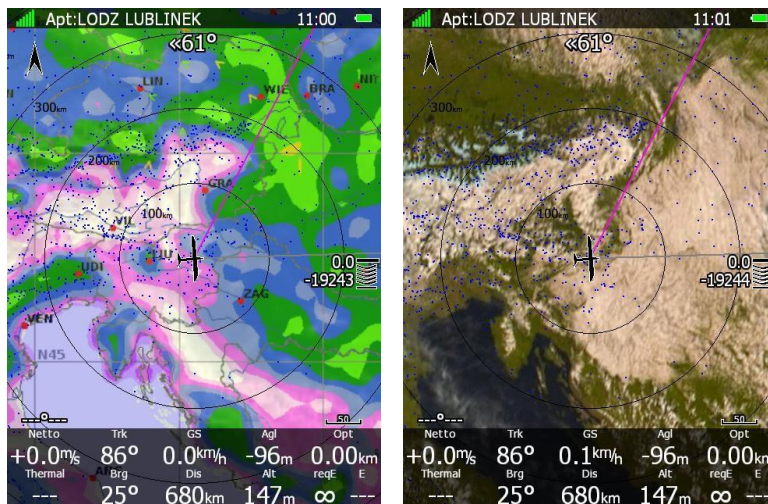 Apt:LODZ LUBLINEK 11:00
«61°
LIN
WIE
BRA
NIT
300km
200km
GRA
100km
VIL
LJU
UDI
0.0
-19243
ZAG
VEN
N45
---°---
50
Netto Trk GS Agl Opt
+0.0m/s 86° 0.0km/h -96m 0.00km
Thermal Brg Dis Alt reqE E
--- 25° 680km 147m ∞ ---
Apt:LODZ LUBLINEK 11:01
«61°
300km
200km
100km
0.0
-19244
---°---
50
Netto Trk GS Agl Opt
+0.0m/s 86° 0.1km/h -96m 0.00km
Thermal Brg Dis Alt reqE E
--- 25° 680km 147m ∞ ---